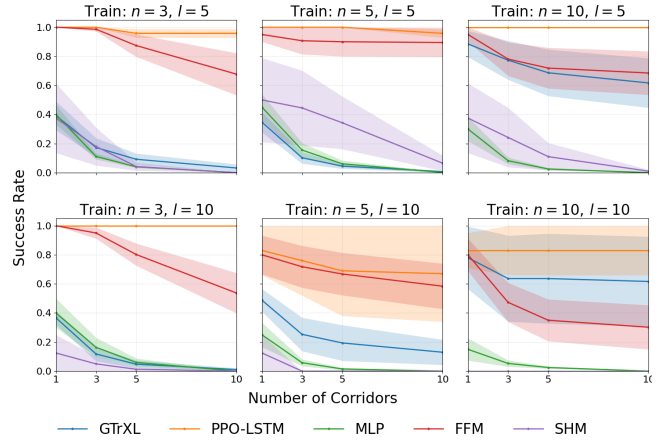 Train: n = 3, l = 5
Train: n = 5, l = 5
Train: n = 10, l = 5
1.0
0.8
0.6
0.4
0.2
0.0
Train: n = 3, l = 10
Train: n = 5, l = 10
Train: n = 10, l = 10
1.0
0.8
0.6
0.4
0.2
0.0
Success Rate
1 3 5 10
1 3 5 10
1 3 5 10
Number of Corridors
GTrXL PPO-LSTM MLP FFM SHM